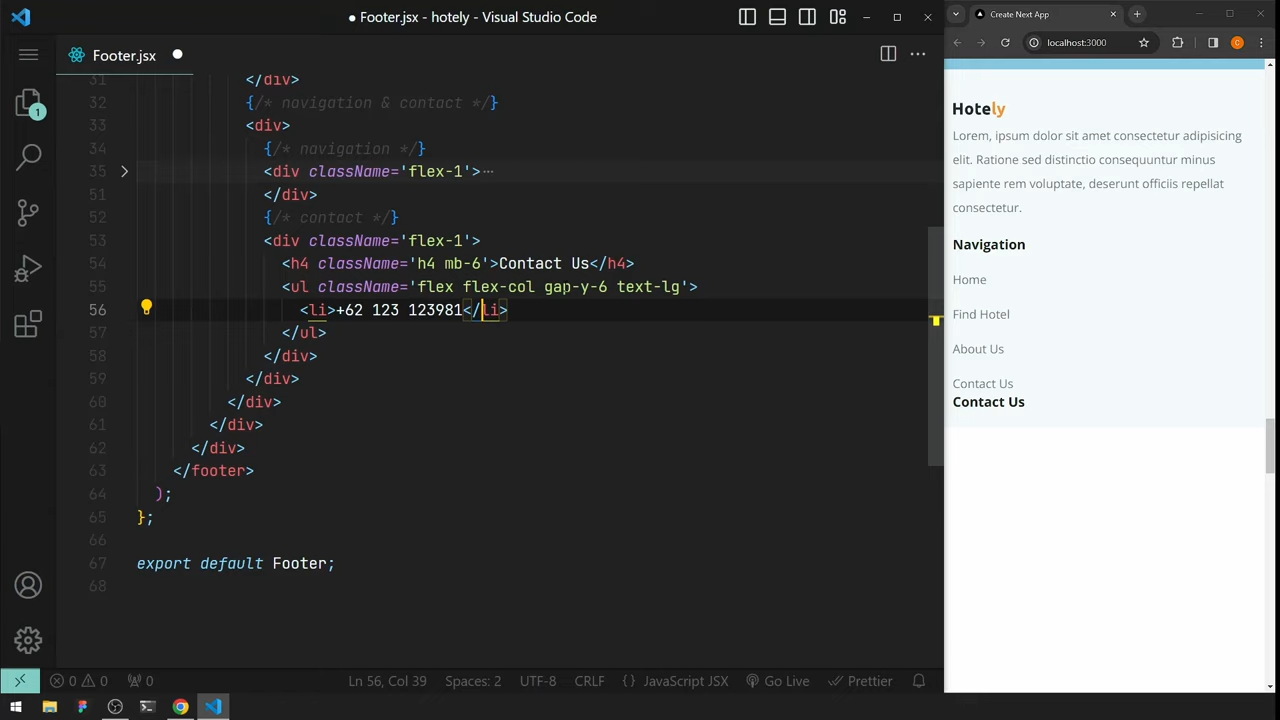 ● Footer.jsx - hotely - Visual Studio Code
Footer.jsx ●
1
31 </div>
32 {/* navigation & contact */}
33 <div>
34 {/* navigation */}
35 <div className='flex-1'>···
51 </div>
52 {/* contact */}
53 <div className='flex-1'>
54 <h4 className='h4 mb-6'>Contact Us</h4>
55 <ul className='flex flex-col gap-y-6 text-lg'>
56 <li>+62 123 123981</li>
57 </ul>
58 </div>
59 </div>
60 </div>
61 </div>
62 </div>
63 </footer>
64 );
65 };
66
67 export default Footer;
68
0 0 0 Ln 56, Col 39 Spaces: 2 UTF-8 CRLF {} JavaScript JSX Go Live Prettier
Create Next App
localhost:3000 C
Hotely
Lorem, ipsum dolor sit amet consectetur adipisicing
elit. Ratione sed distinctio consequuntur minus
sapiente rem voluptate, deserunt officiis repellat
consectetur.
Navigation
Home
Find Hotel
About Us
Contact Us
Contact Us